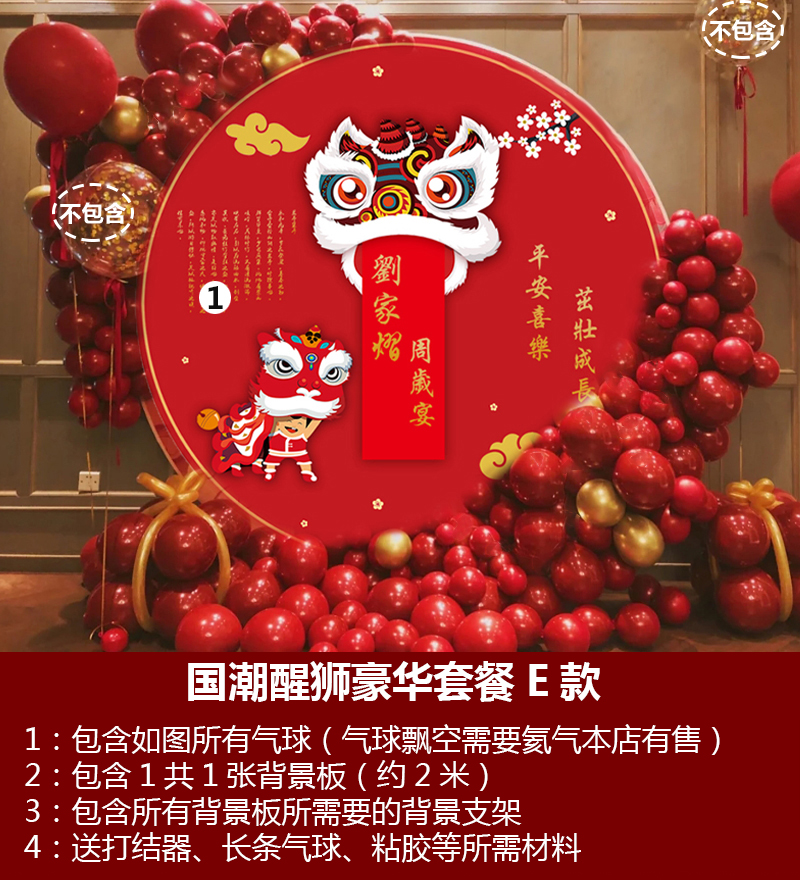 不包含
不包含
1
劉家熠
周歲宴
平安喜樂
茁壯成長
国潮醒狮豪华套餐 E 款
1：包含如图所有气球（气球飘空需要氦气本店有售）
2：包含 1 共 1 张背景板（约 2 米）
3：包含所有背景板所需要的背景支架
4：送打结器、长条气球、粘胶等所需材料